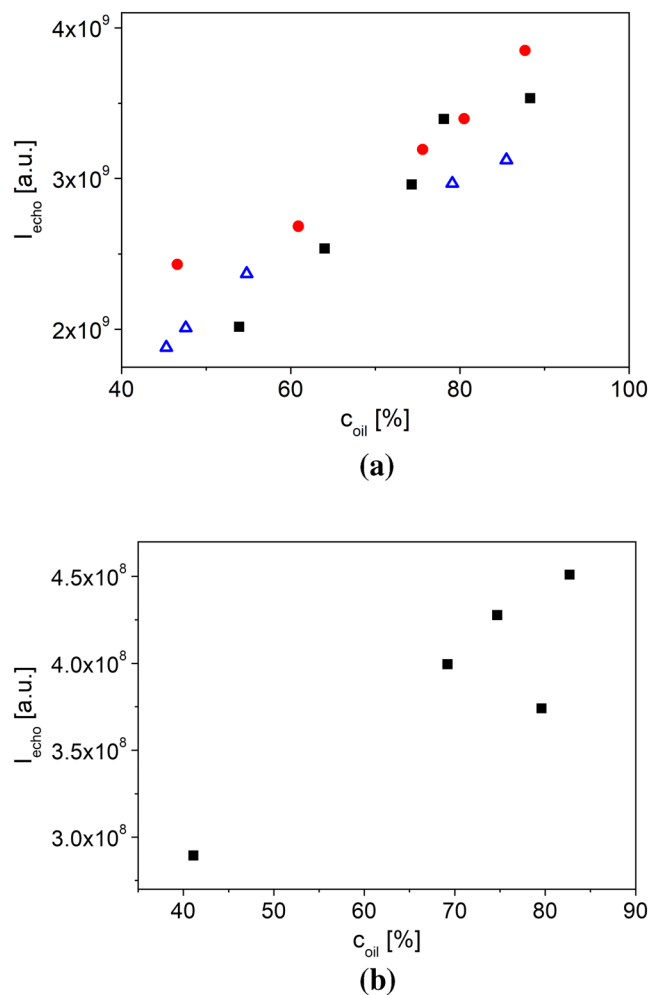 4x10⁹
3x10⁹
2x10⁹
I_echo [a.u.]
40 60 80 100
c_oil [%]
(a)
4.5x10⁸
4.0x10⁸
3.5x10⁸
3.0x10⁸
I_echo [a.u.]
40 50 60 70 80 90
c_oil [%]
(b)